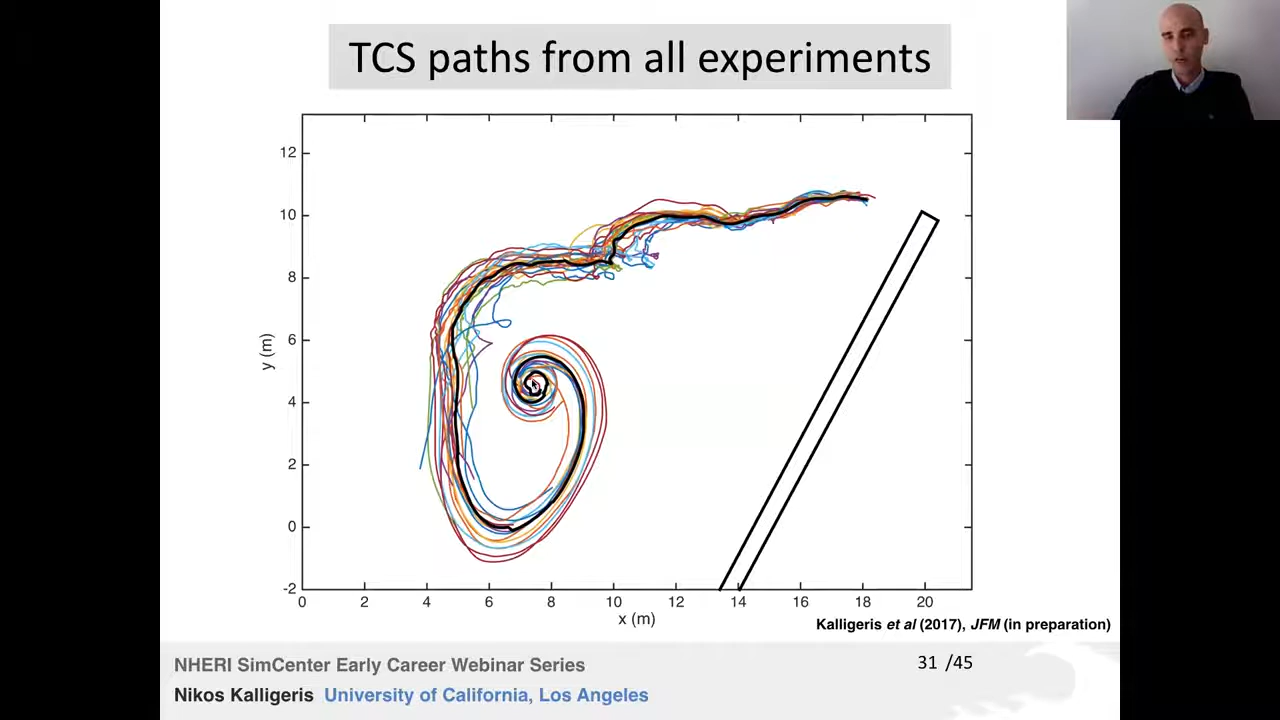 TCS paths from all experiments
12
10
8
6
4
2
0
-2
y (m)
0 2 4 6 8 10 12 14 16 18 20
x (m)
Kalligeris et al (2017), JFM (in preparation)
NHERI SimCenter Early Career Webinar Series
31 /45
Nikos Kalligeris University of California, Los Angeles